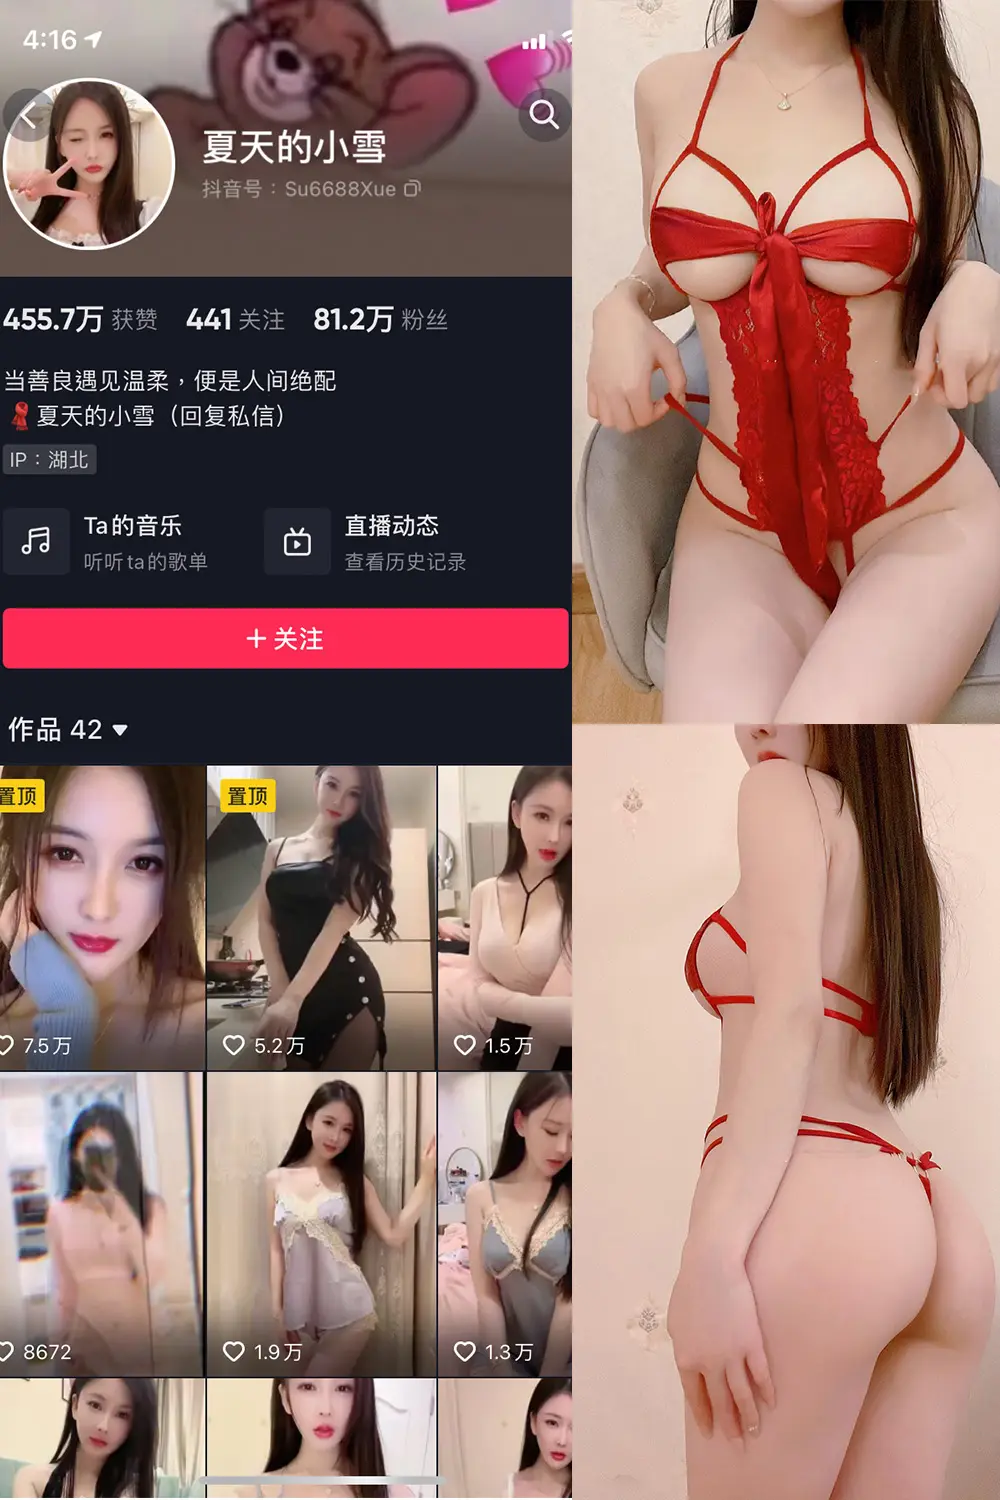 4:16
夏天的小雪
抖音号：Su6688Xue
455.7万 获赞 441 关注 81.2万 粉丝
当善良遇见温柔，便是人间绝配
夏天的小雪（回复私信）
IP：湖北
Ta的音乐
听听ta的歌单
直播动态
查看历史记录
+ 关注
作品 42
置顶
置顶
7.5万
5.2万
1.5万
8672
1.9万
1.3万